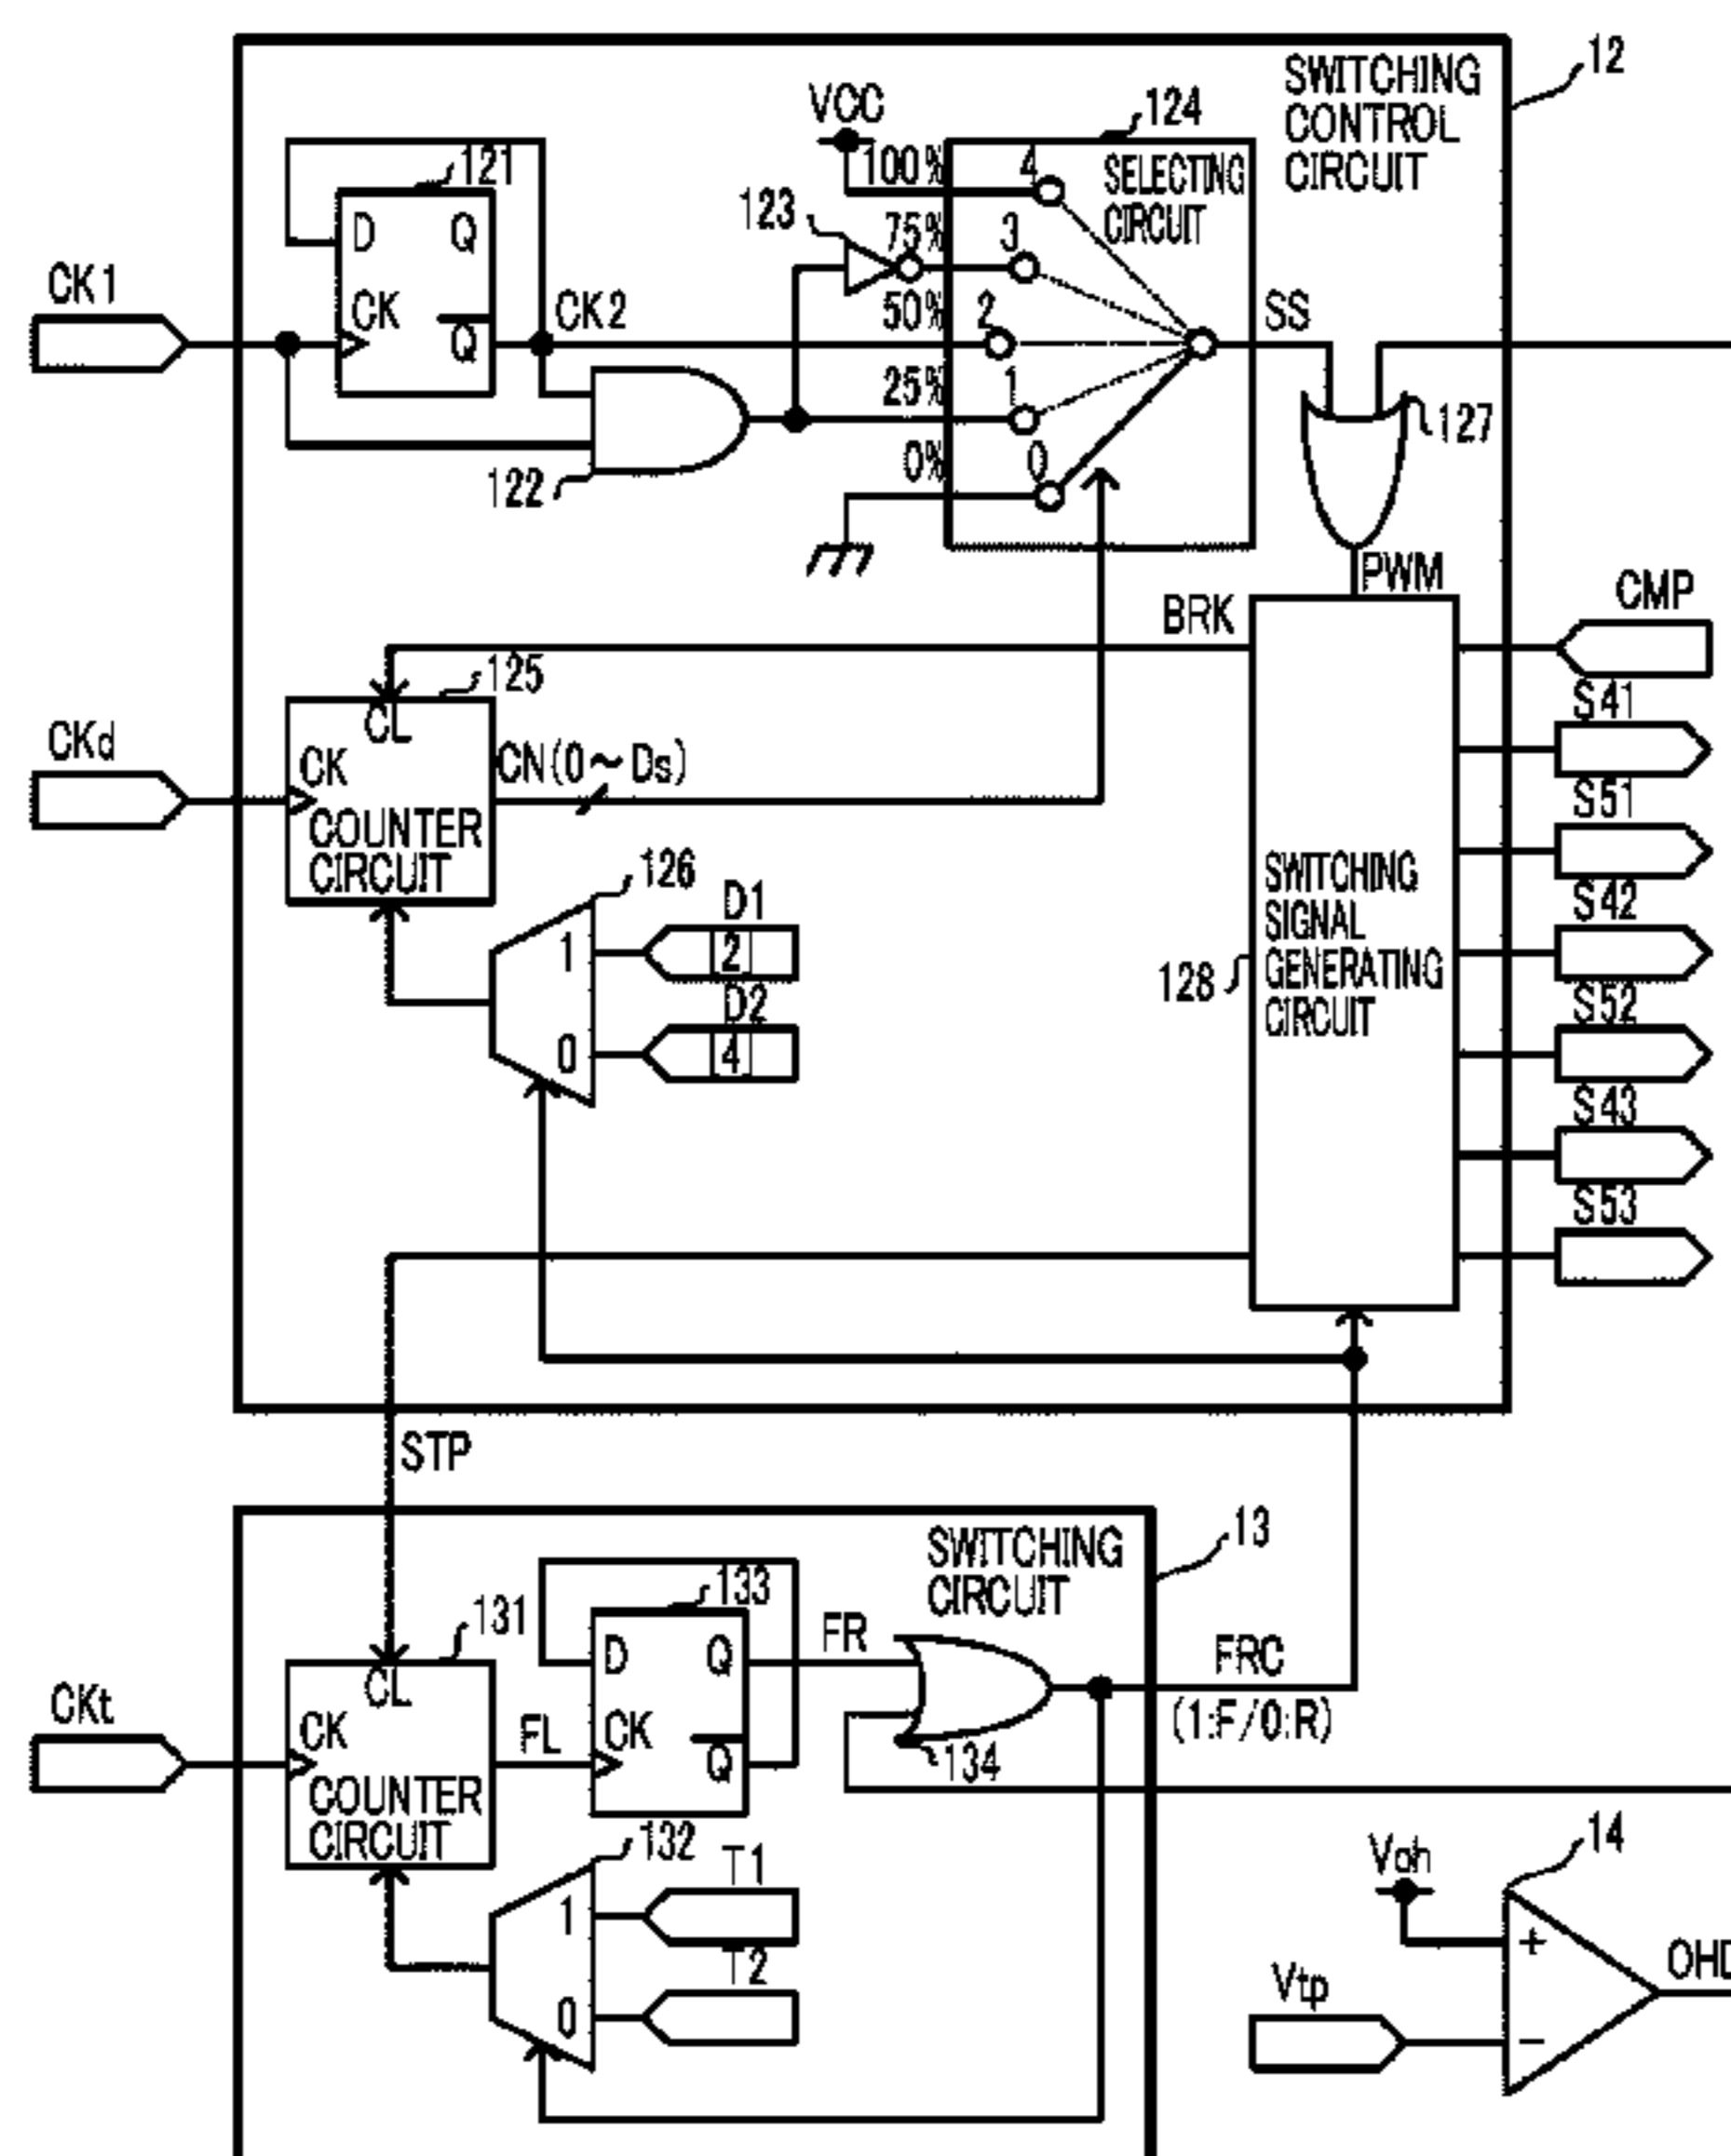 12
SWITCHING
CONTROL
CIRCUIT
VCC
124
100%
4
SELECTING
CIRCUIT
121
123
75%
3
D
Q
CK1
CK
Q
CK2
50%
2
SS
25%
1
127
122
0%
0
PWM
CMP
BRK
125
S41
CKd
CL
CK
CN(0~Ds)
COUNTER
CIRCUIT
S51
126
D1
S42
1
2
SWITCHING
SIGNAL
GENERATING
CIRCUIT
128
D2
S52
0
4
S43
S53
STP
13
SWITCHING
CIRCUIT
133
131
FR
D
Q
FRC
CKt
CL
CK
FL
CK
Q
(1:F/0:R)
134
COUNTER
CIRCUIT
132
T1
14
1
+
T2
Vtp
0
-